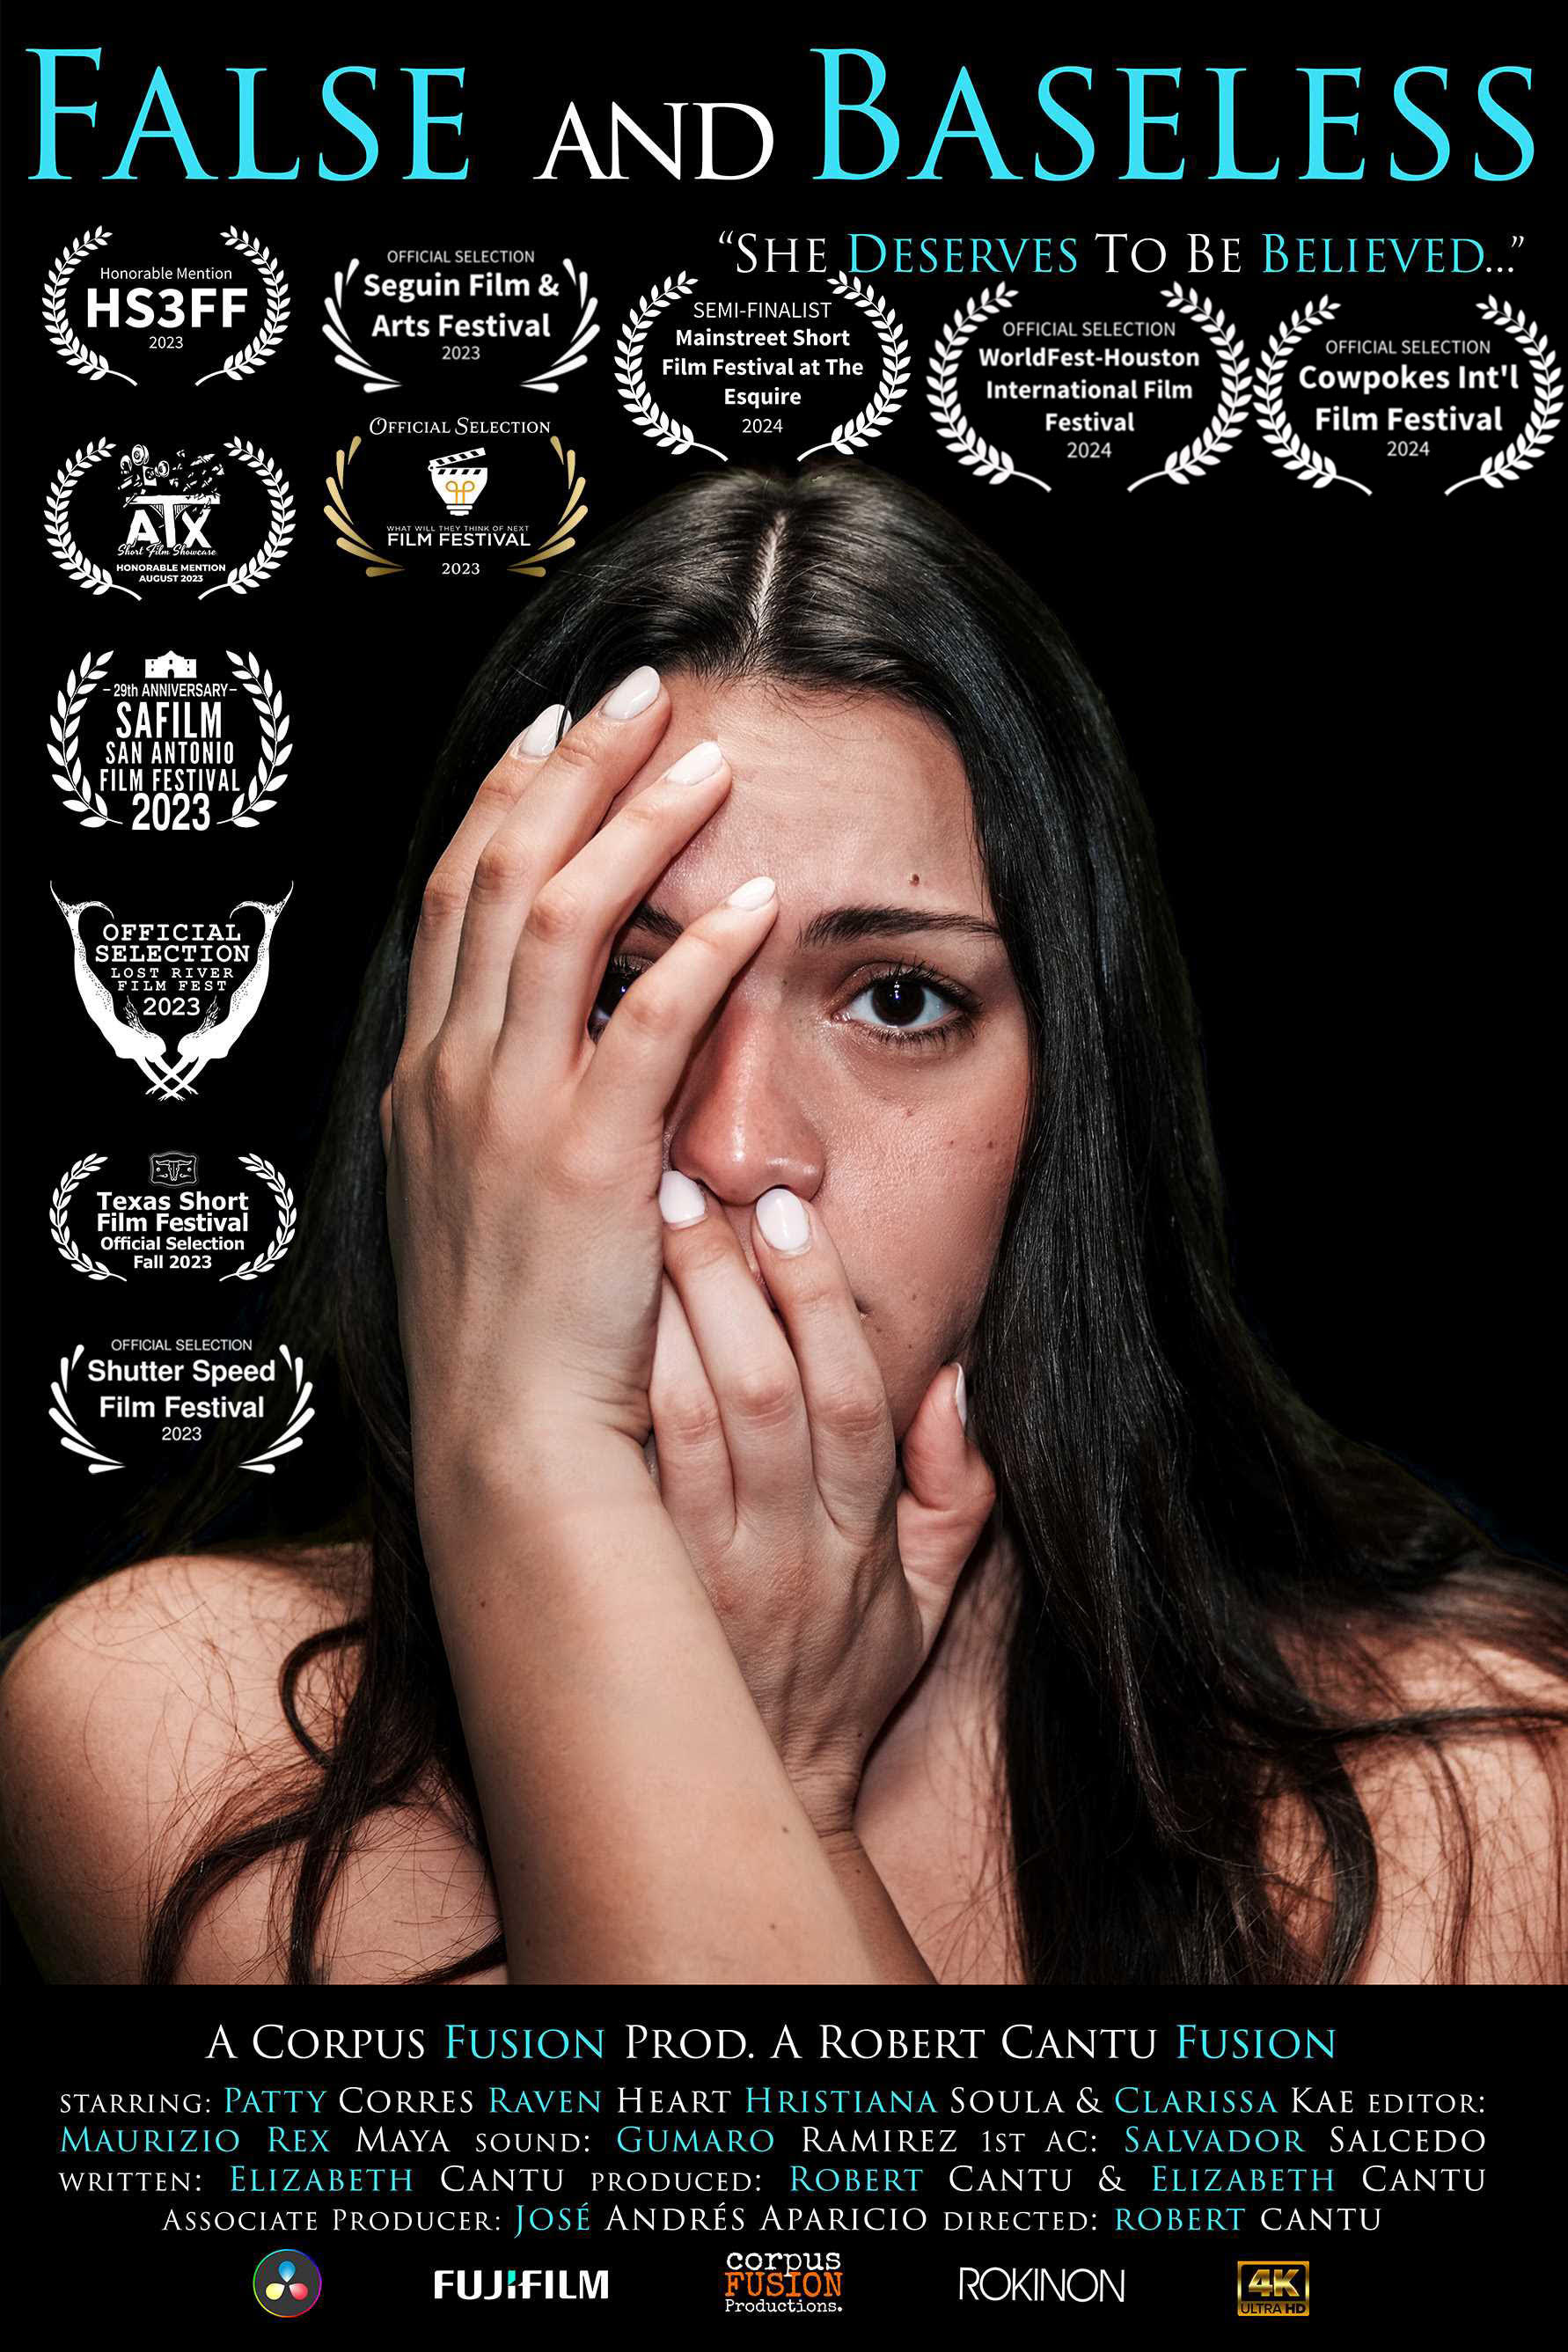 FALSE AND BASELESS
“SHE DESERVES TO BE BELIEVED...”
Honorable Mention
HS3FF
2023
OFFICIAL SELECTION
Seguin Film &
Arts Festival
2023
SEMI-FINALIST
Mainstreet Short
Film Festival at The
Esquire
2024
OFFICIAL SELECTION
WorldFest-Houston
International Film
Festival
2024
OFFICIAL SELECTION
Cowpokes Int'l
Film Festival
2024
ATX
Short Film Showcase
HONORABLE MENTION
AUGUST 2023
OFFICIAL SELECTION
WHAT WILL THEY THINK OF NEXT
FILM FESTIVAL
2023
- 29th ANNIVERSARY-
SAFILM
SAN ANTONIO
FILM FESTIVAL
2023
OFFICIAL
SELECTION
LOST RIVER
FILM FEST
2023
Texas Short
Film Festival
Official Selection
Fall 2023
OFFICIAL SELECTION
Shutter Speed
Film Festival
2023
A CORPUS FUSION PROD. A ROBERT CANTU FUSION
STARRING: PATTY CORRES RAVEN HEART HRISTIANA SOULA & CLARISSA KAE EDITOR:
MAURIZIO REX MAYA SOUND: GUMARO RAMIREZ 1ST AC: SALVADOR SALCEDO
WRITTEN: ELIZABETH CANTU PRODUCED: ROBERT CANTU & ELIZABETH CANTU
ASSOCIATE PRODUCER: JOSÉ ANDRÉS APARICIO DIRECTED: ROBERT CANTU
FUJIFILM
corpus
FUSION
Productions.
ROKINON
4K
ULTRA HD